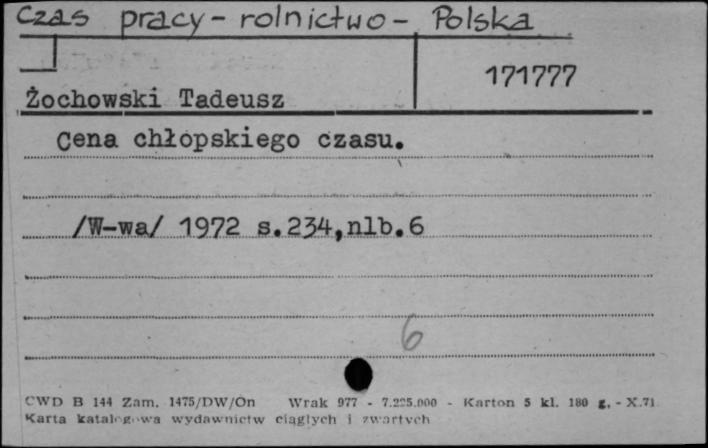 Czas pracy - rolnictwo - Polska
171777
Żochowski Tadeusz
Cena chłopskiego czasu.
/W-wa/ 1972 s.234,nlb.6
6
CWD B 144 Zam. 1475/DW/On Wrak 977 - 7.225.000 - Karton 5 kl. 180 g. - X.71
Karta katalogowa wydawnictw ciągłych i zwartych